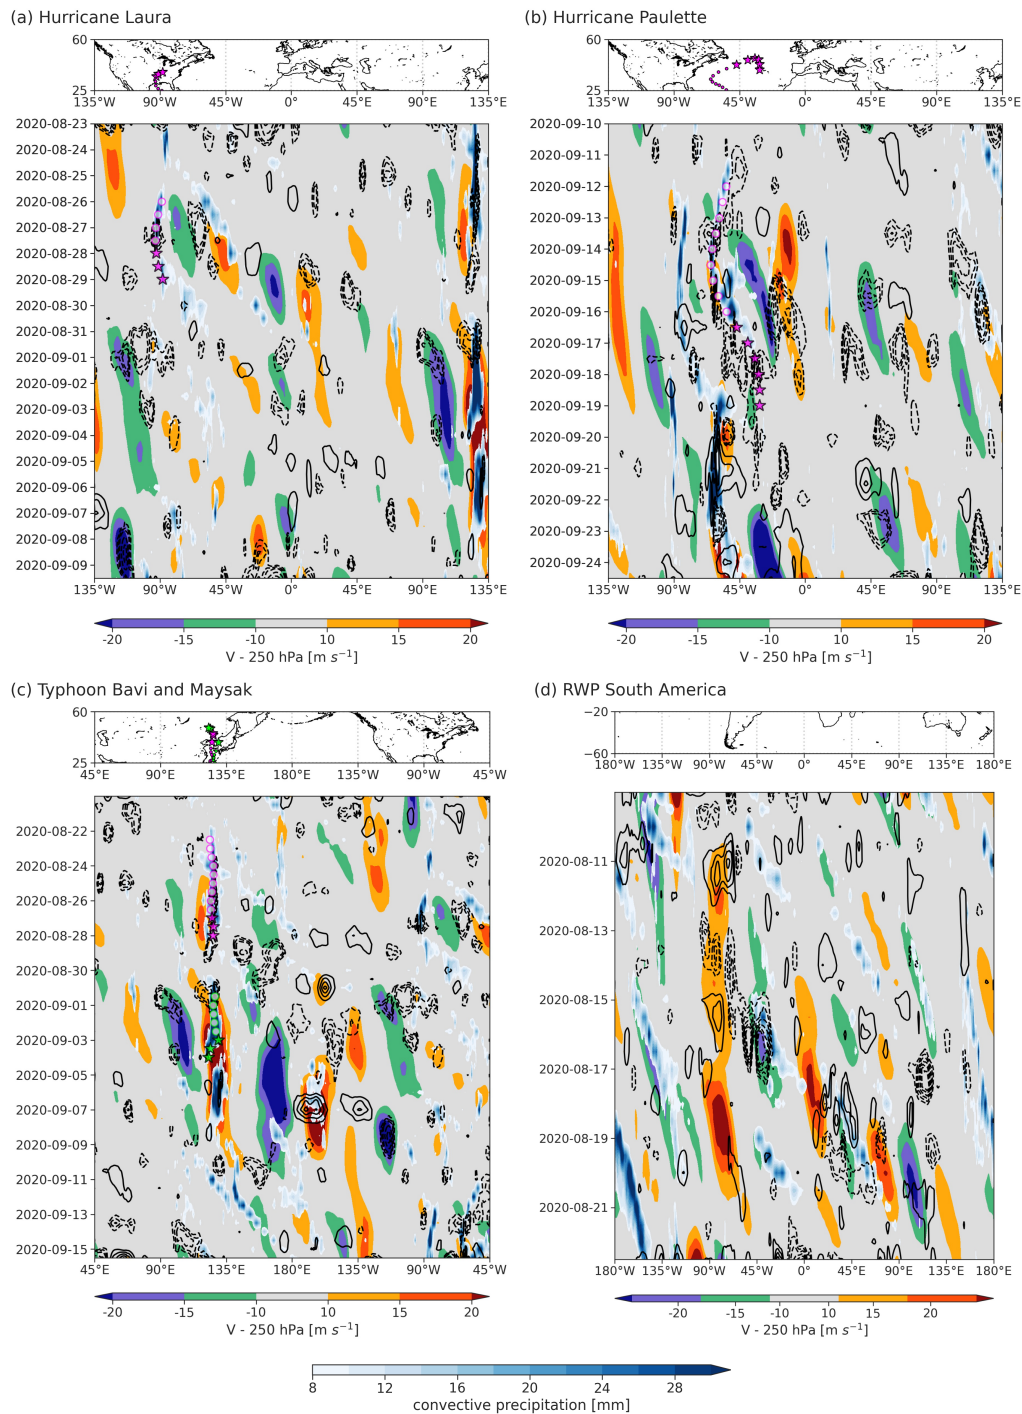 (a) Hurricane Laura
60
25
135°W 90°W 45°W 0° 45°E 90°E 135°E
2020-08-23
2020-08-24
2020-08-25
2020-08-26
2020-08-27
2020-08-28
2020-08-29
2020-08-30
2020-08-31
2020-09-01
2020-09-02
2020-09-03
2020-09-04
2020-09-05
2020-09-06
2020-09-07
2020-09-08
2020-09-09
135°W 90°W 45°W 0° 45°E 90°E 135°E
-20 -15 -10 10 15 20
V - 250 hPa [m s⁻¹]
(b) Hurricane Paulette
60
25
135°W 90°W 45°W 0° 45°E 90°E 135°E
2020-09-10
2020-09-11
2020-09-12
2020-09-13
2020-09-14
2020-09-15
2020-09-16
2020-09-17
2020-09-18
2020-09-19
2020-09-20
2020-09-21
2020-09-22
2020-09-23
2020-09-24
135°W 90°W 45°W 0° 45°E 90°E 135°E
-20 -15 -10 10 15 20
V - 250 hPa [m s⁻¹]
(c) Typhoon Bavi and Maysak
60
25
45°E 90°E 135°E 180°E 135°W 90°W 45°W
2020-08-22
2020-08-24
2020-08-26
2020-08-28
2020-08-30
2020-09-01
2020-09-03
2020-09-05
2020-09-07
2020-09-09
2020-09-11
2020-09-13
2020-09-15
45°E 90°E 135°E 180°E 135°W 90°W 45°W
-20 -15 -10 10 15 20
V - 250 hPa [m s⁻¹]
(d) RWP South America
−20
−60
180°W 135°W 90°W 45°W 0° 45°E 90°E 135°E 180°E
2020-08-11
2020-08-13
2020-08-15
2020-08-17
2020-08-19
2020-08-21
180°W 135°W 90°W 45°W 0° 45°E 90°E 135°E 180°E
-20 -15 -10 10 15 20
V - 250 hPa [m s⁻¹]
8 12 16 20 24 28
convective precipitation [mm]